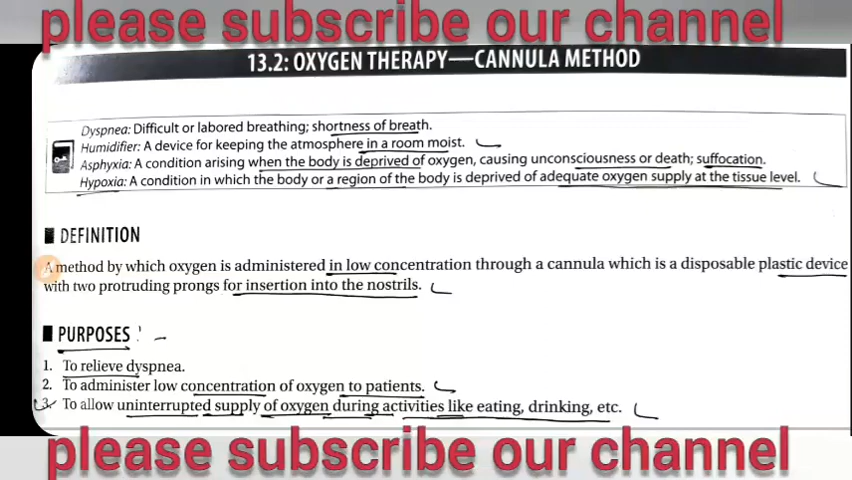 please subscribe our channel
13.2: OXYGEN THERAPY—CANNULA METHOD
Dyspnea: Difficult or labored breathing; shortness of breath.
Humidifier: A device for keeping the atmosphere in a room moist.
Asphyxia: A condition arising when the body is deprived of oxygen, causing unconsciousness or death; suffocation.
Hypoxia: A condition in which the body or a region of the body is deprived of adequate oxygen supply at the tissue level.
DEFINITION
A method by which oxygen is administered in low concentration through a cannula which is a disposable plastic device
with two protruding prongs for insertion into the nostrils.
PURPOSES
1. To relieve dyspnea.
2. To administer low concentration of oxygen to patients.
3. To allow uninterrupted supply of oxygen during activities like eating, drinking, etc.
please subscribe our channel